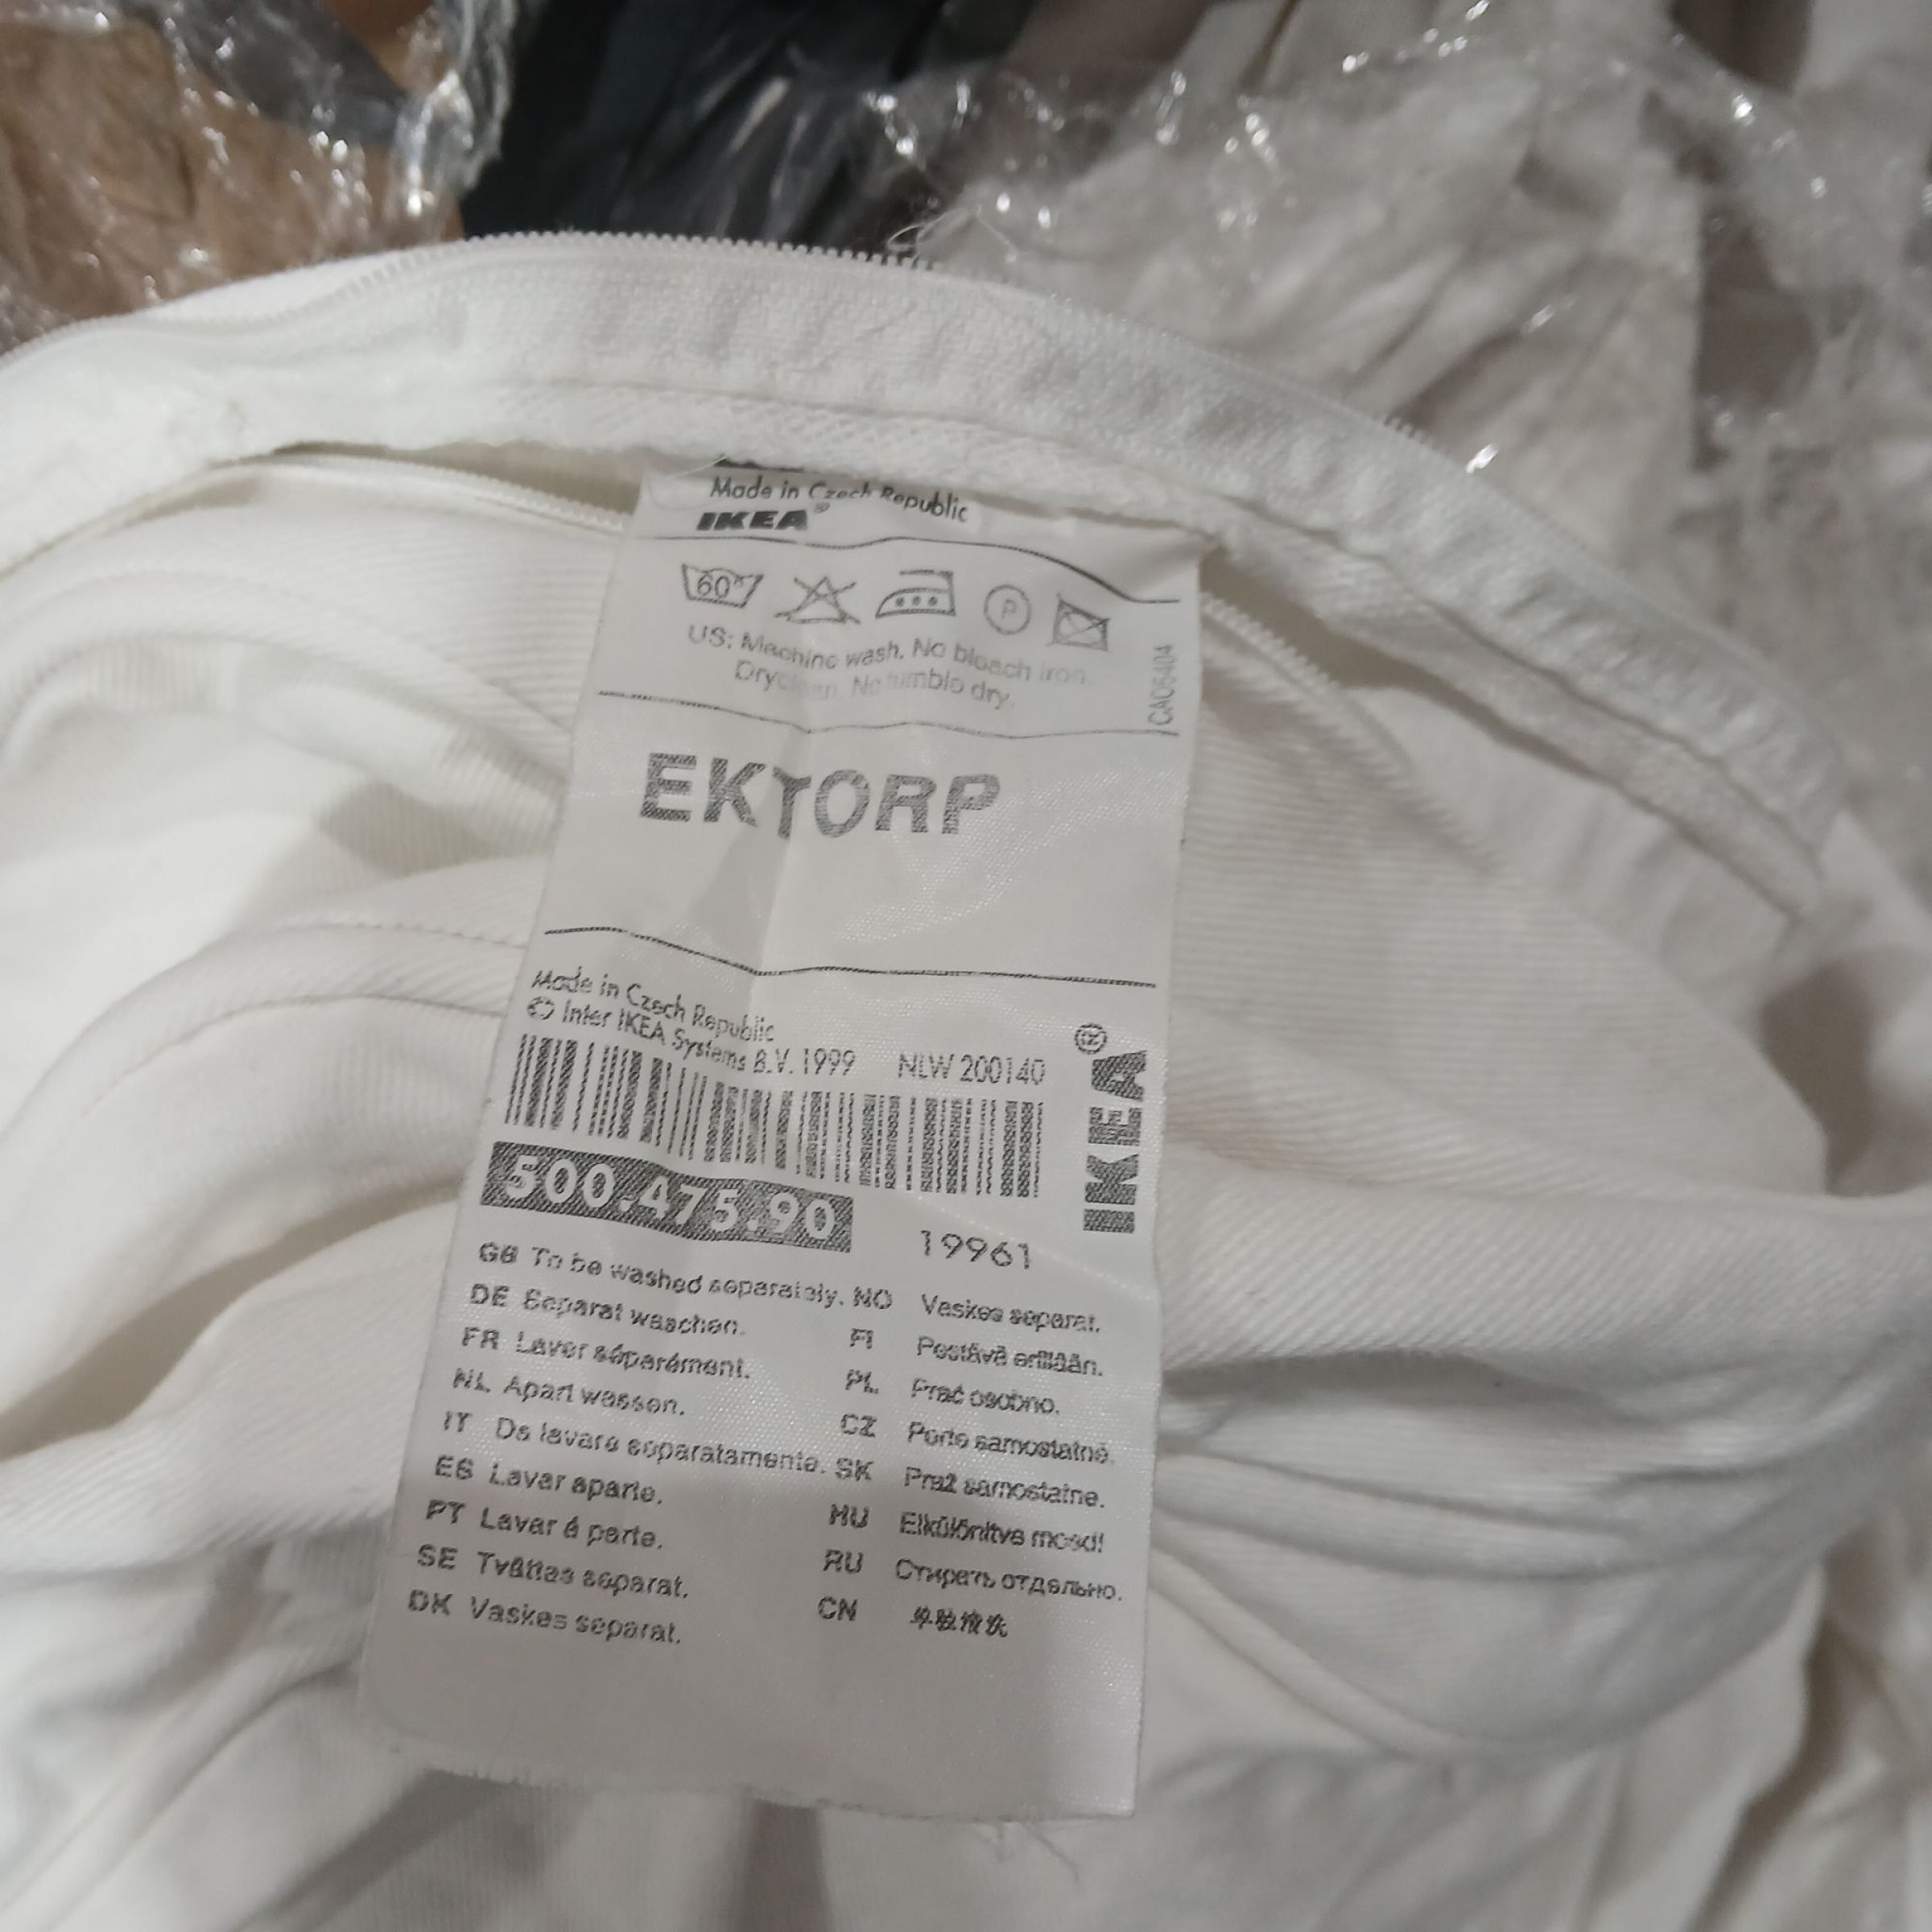 Made in Czech Republic
IKEA®
60°
P
US: Machine wash. No bleach iron.
Dryclean. No tumble dry.
CA05404
EKTORP
Made in Czech Republic
© Inter IKEA Systems B.V. 1999 NLW 200140
IKEA®
500.475.90
19961
GB To be washed separately.
DE Separat waschen.
FR Laver séparément.
NL Apart wassen.
IT Da lavare separatamente.
ES Lavar aparte.
PT Lavar à parte.
SE Tvättas separat.
DK Vaskes separat.
NO Vaskes separat.
FI Pestävä erillään.
PL Prać osobno.
CZ Perte samostatně.
SK Prať samostatne.
HU Elkülönítve mosd!
RU Стирать отдельно.
CN